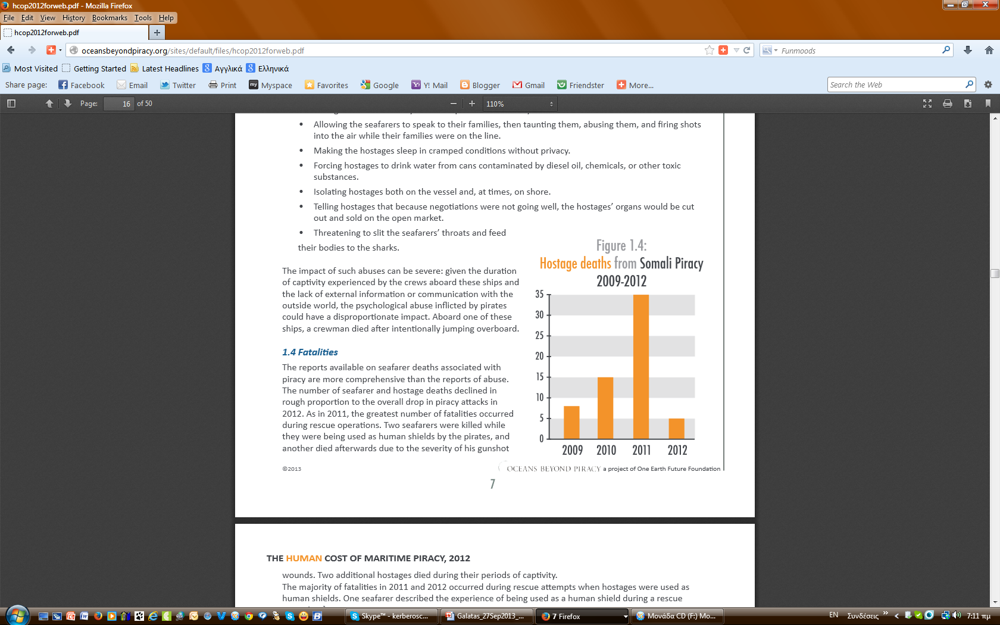 hcop2012forweb.pdf - Mozilla Firefox
File Edit View History Bookmarks Tools Help
hcop2012forweb.pdf
oceansbeyondpiracy.org/sites/default/files/hcop2012forweb.pdf
Funmoods
Most Visited Getting Started Latest Headlines Αγγλικά Ελληνικά
Share page: Facebook Email Twitter Print Myspace Favorites Google Y! Mail Blogger Gmail Friendster More...
Search the Web
Page: 16 of 50
110%
• Allowing the seafarers to speak to their families, then taunting them, abusing them, and firing shots
into the air while their families were on the line.
• Making the hostages sleep in cramped conditions without privacy.
• Forcing hostages to drink water from cans contaminated by diesel oil, chemicals, or other toxic
substances.
• Isolating hostages both on the vessel and, at times, on shore.
• Telling hostages that because negotiations were not going well, the hostages’ organs would be cut
out and sold on the open market.
• Threatening to slit the seafarers’ throats and feed
their bodies to the sharks.
The impact of such abuses can be severe: given the duration
of captivity experienced by the crews aboard these ships and
the lack of external information or communication with the
outside world, the psychological abuse inflicted by pirates
could have a disproportionate impact. Aboard one of these
ships, a crewman died after intentionally jumping overboard.
1.4 Fatalities
The reports available on seafarer deaths associated with
piracy are more comprehensive than the reports of abuse.
The number of seafarer and hostage deaths declined in
rough proportion to the overall drop in piracy attacks in
2012. As in 2011, the greatest number of fatalities occurred
during rescue operations. Two seafarers were killed while
they were being used as human shields by the pirates, and
another died afterwards due to the severity of his gunshot
Figure 1.4:
Hostage deaths from Somali Piracy
2009-2012
35
30
25
20
15
10
5
0
2009 2010 2011 2012
©2013
OCEANS BEYOND PIRACY a project of One Earth Future Foundation
7
THE HUMAN COST OF MARITIME PIRACY, 2012
wounds. Two additional hostages died during their periods of captivity.
The majority of fatalities in 2011 and 2012 occurred during rescue attempts when hostages were used as
human shields. One seafarer described the experience of being used as a human shield during a rescue
Skype™ - kerberosc...
Galatas_27Sep2013_...
7 Firefox
Μονάδα CD (F:) Mo...
EN Συνδέσεις » 7:11 πμ